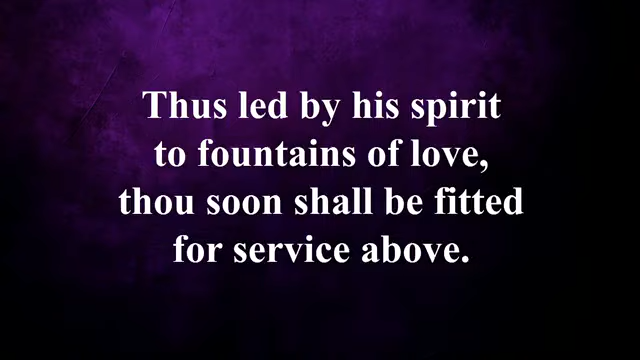 Thus led by his spirit
to fountains of love,
thou soon shall be fitted
for service above.